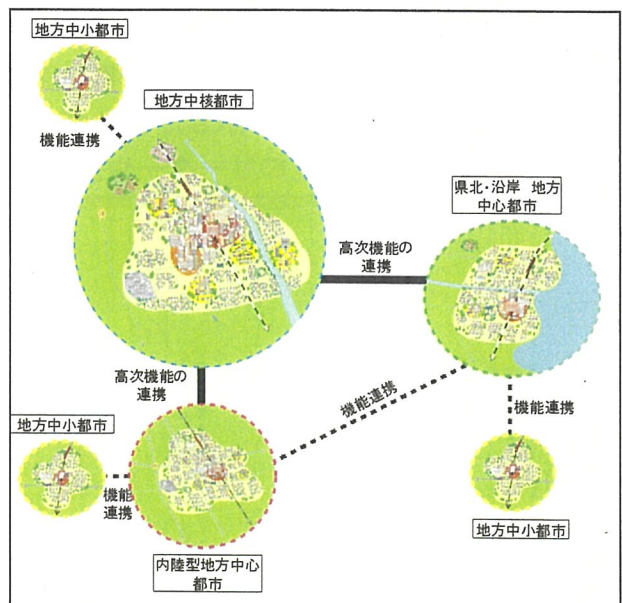 地方中小都市
地方中核都市
機能連携
県北・沿岸 地方
中心都市
高次機能の
連携
高次機能の
連携
機能連携
機能連携
地方中小都市
機能
連携
地方中小都市
内陸型地方中心
都市